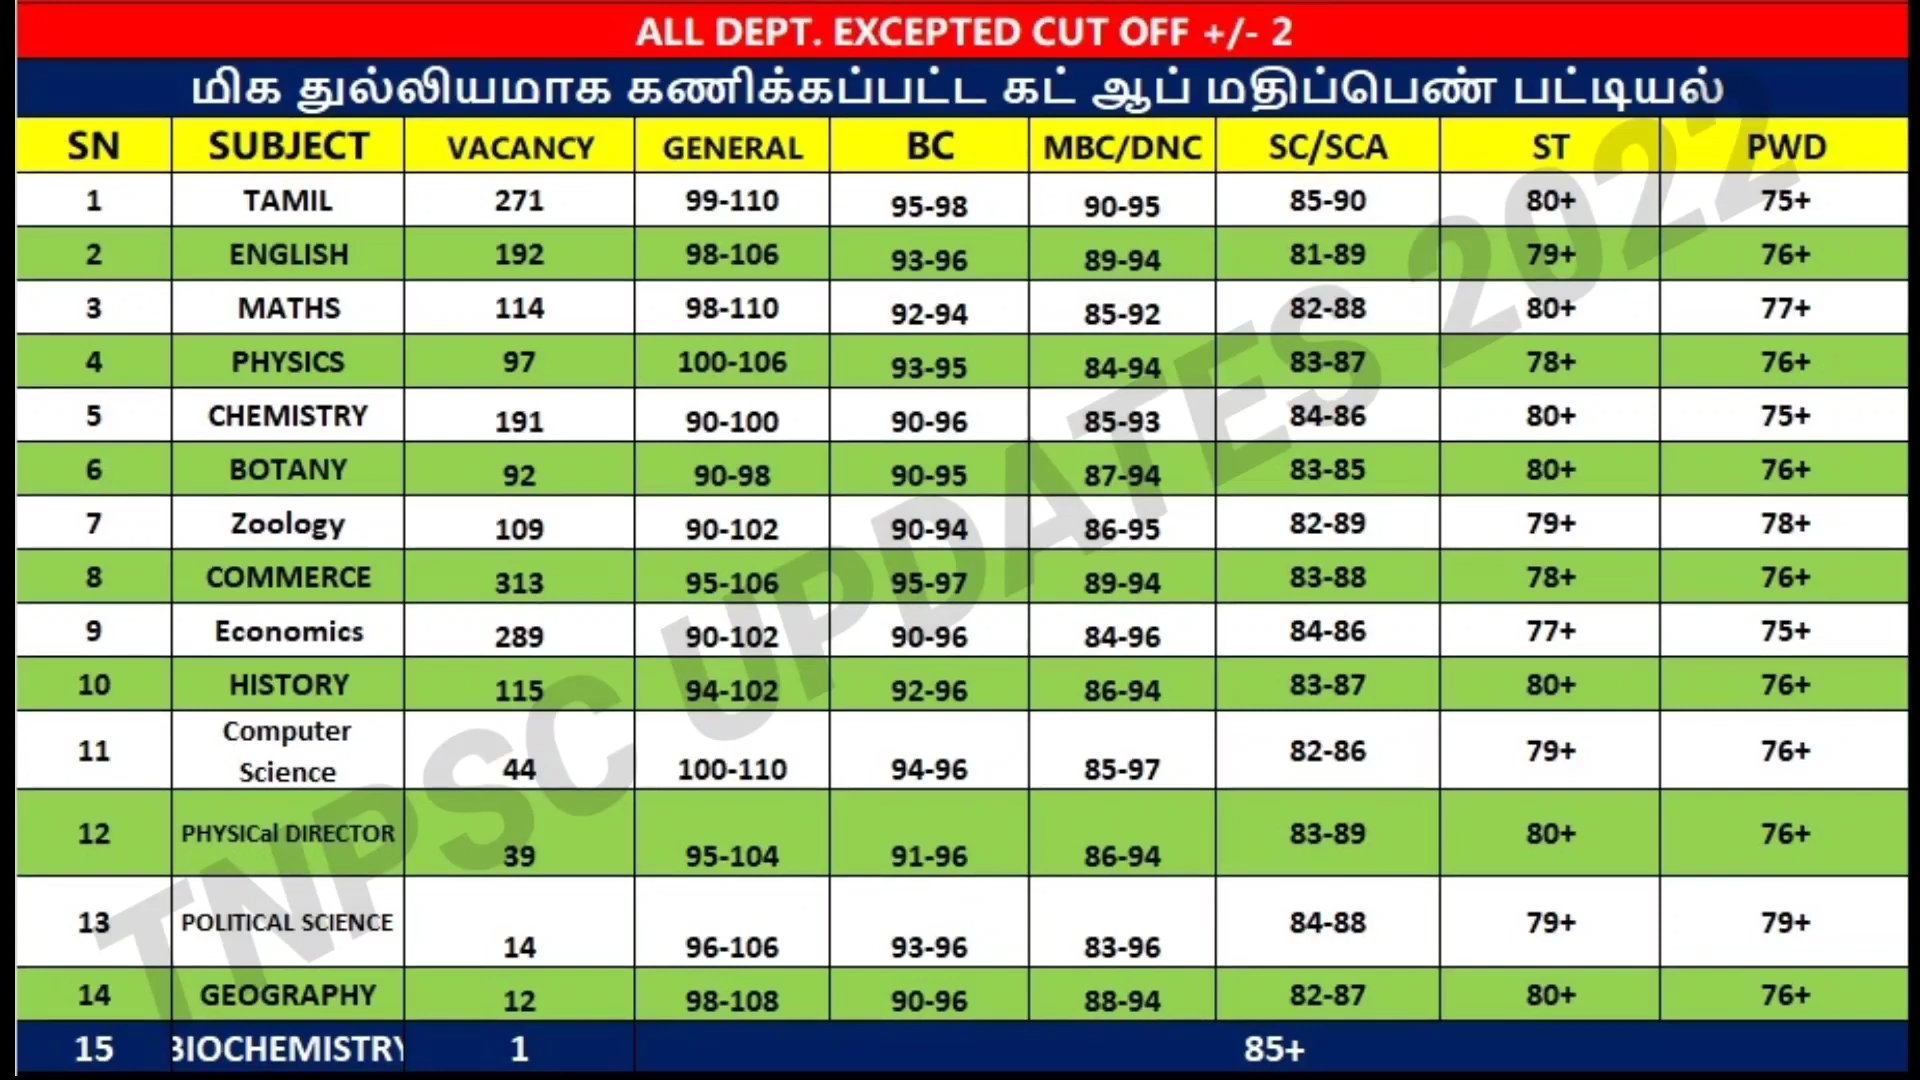 ALL DEPT. EXCEPTED CUT OFF +/- 2
மிக துல்லியமாக கணிக்கப்பட்ட கட் ஆப் மதிப்பெண் பட்டியல்
SN SUBJECT VACANCY GENERAL BC MBC/DNC SC/SCA ST PWD
1 TAMIL 271 99-110 95-98 90-95 85-90 80+ 75+
2 ENGLISH 192 98-106 93-96 89-94 81-89 79+ 76+
3 MATHS 114 98-110 92-94 85-92 82-88 80+ 77+
4 PHYSICS 97 100-106 93-95 84-94 83-87 78+ 76+
5 CHEMISTRY 191 90-100 90-96 85-93 84-86 80+ 75+
6 BOTANY 92 90-98 90-95 87-94 83-85 80+ 76+
7 Zoology 109 90-102 90-94 86-95 82-89 79+ 78+
8 COMMERCE 313 95-106 95-97 89-94 83-88 78+ 76+
9 Economics 289 90-102 90-96 84-96 84-86 77+ 75+
10 HISTORY 115 94-102 92-96 86-94 83-87 80+ 76+
11 Computer Science 44 100-110 94-96 85-97 82-86 79+ 76+
12 PHYSICal DIRECTOR 39 95-104 91-96 86-94 83-89 80+ 76+
13 POLITICAL SCIENCE 14 96-106 93-96 83-96 84-88 79+ 79+
14 GEOGRAPHY 12 98-108 90-96 88-94 82-87 80+ 76+
15 BIOCHEMISTRY 1 85+
TNPSC UPDATES 2022